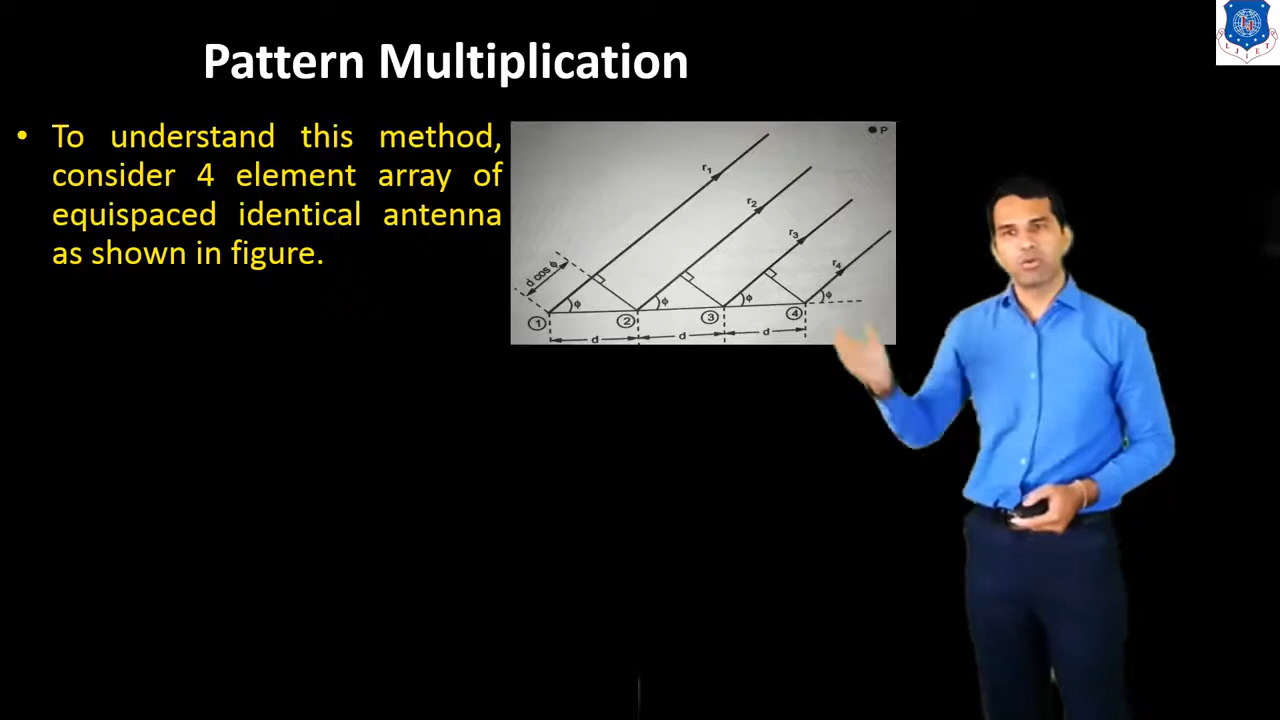 Pattern Multiplication
• To understand this method,
consider 4 element array of
equispaced identical antenna
as shown in figure.
P
r1
r2
r3
r4
d cos ϕ
ϕ ϕ ϕ ϕ
1 2 3 4
d d d
L J I E T